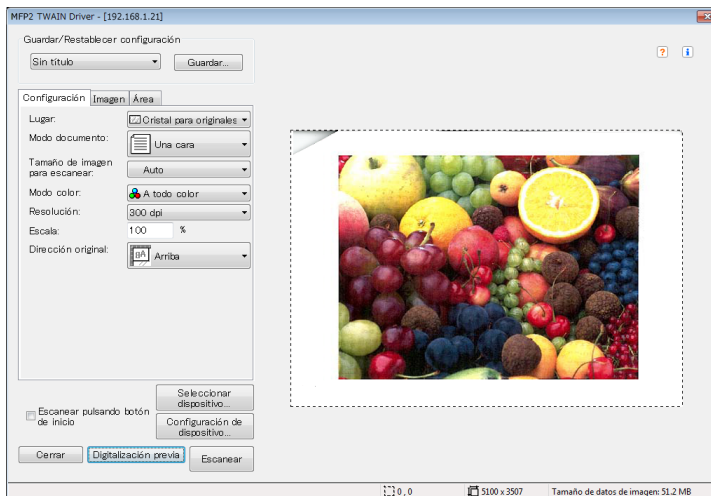 MFP2 TWAIN Driver - [192.168.1.21]
Guardar/Restablecer configuración
Sin título
Guardar...
Configuración Imagen Área
Lugar: Cristal para originales
Modo documento: Una cara
Tamaño de imagen
para escanear: Auto
Modo color: A todo color
Resolución: 300 dpi
Escala: 100 %
Dirección original: Arriba
Seleccionar
dispositivo...
Escanear pulsando botón
de inicio
Configuración de
dispositivo...
Cerrar Digitalización previa Escanear
0 , 0 5100 x 3507 Tamaño de datos de imagen: 51.2 MB